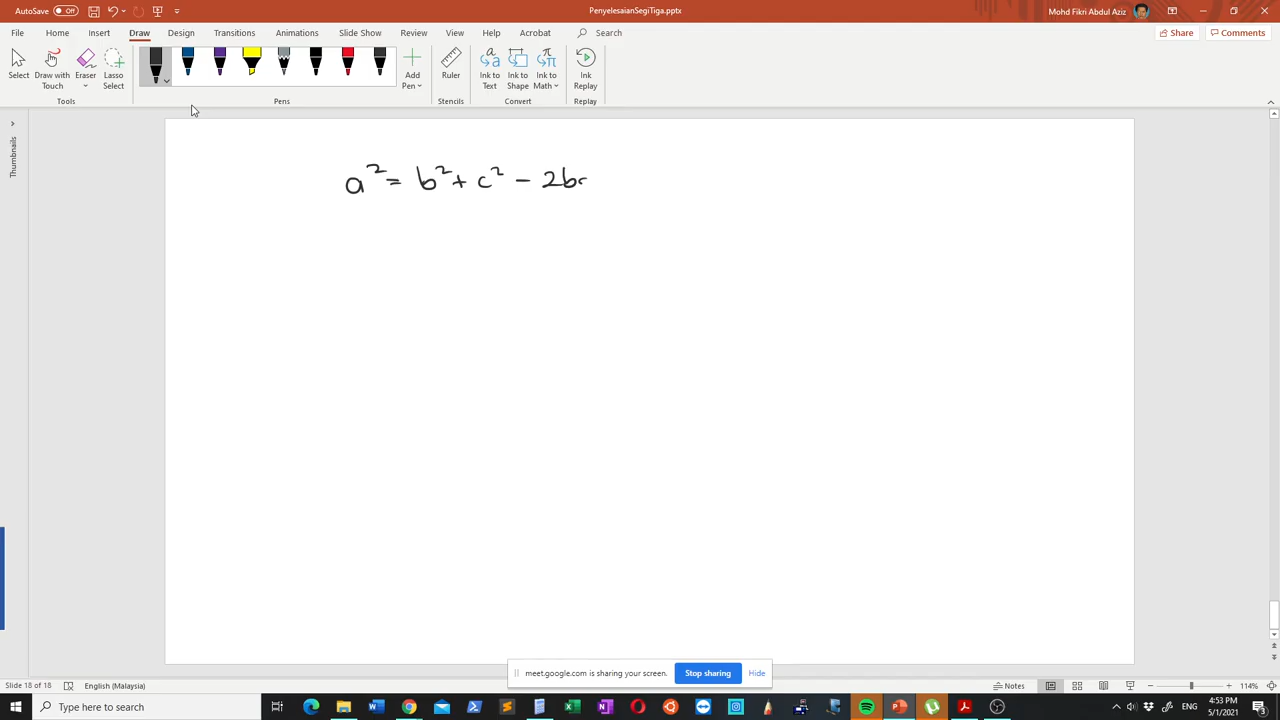 AutoSave Off PenyelesaianSegiTiga.pptx Mohd Fikri Abdul Aziz
File Home Insert Draw Design Transitions Animations Slide Show Review View Help Acrobat Search Share Comments
Select Draw with Touch Eraser Lasso Select Add Pen Ruler Ink to Text Ink to Shape Ink to Math Ink Replay
Tools Pens Stencils Convert Replay
Thumbnails
a² = b² + c² - 2bc
meet.google.com is sharing your screen. Stop sharing Hide
Slide 18 of 18 English (Malaysia) Notes 114%
Type here to search ENG 4:53 PM
5/1/2021